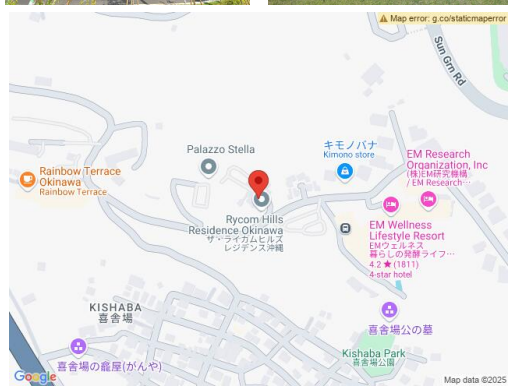 Map error: g.co/staticmaperror
Sun Grn Rd
キモノバナ
Kimono store
Palazzo Stella
EM Research
Organization, Inc
(株)EM研究機構
/ EM Research…
Rainbow Terrace
Okinawa
Rainbow Terrace
Rycom Hills
Residence Okinawa
ザ・ライカムヒルズ
レジデンス沖縄
EM Wellness
Lifestyle Resort
EMウェルネス
暮らしの発酵ライフ…
4.2 ★ (1811)
4-star hotel
KISHABA
喜舎場
喜舎場公の墓
Kishaba Park
喜舎場公園
喜舎場の龕屋(がんや)
Google
Map data ©2025